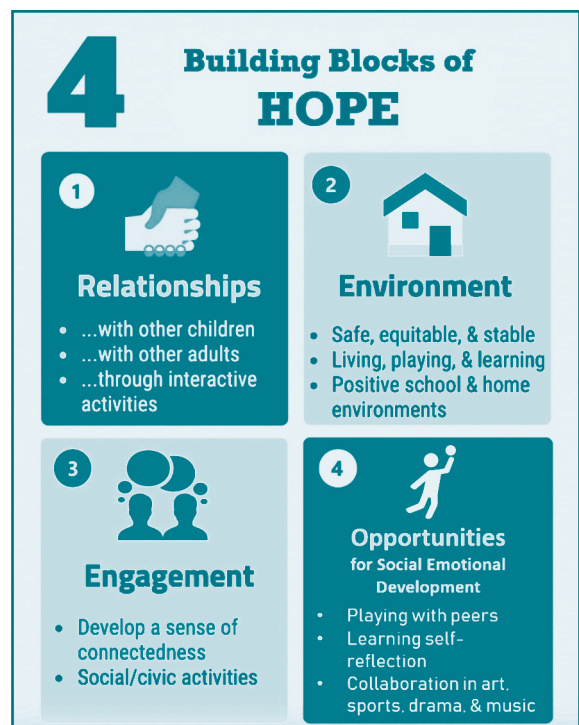 4
Building Blocks of
HOPE
1
Relationships
• ...with other children
• ...with other adults
• ...through interactive
activities
2
Environment
• Safe, equitable, & stable
• Living, playing, & learning
• Positive school & home
environments
3
Engagement
• Develop a sense of
connectedness
• Social/civic activities
4
Opportunities
for Social Emotional
Development
• Playing with peers
• Learning self-
reflection
• Collaboration in art,
sports, drama, & music